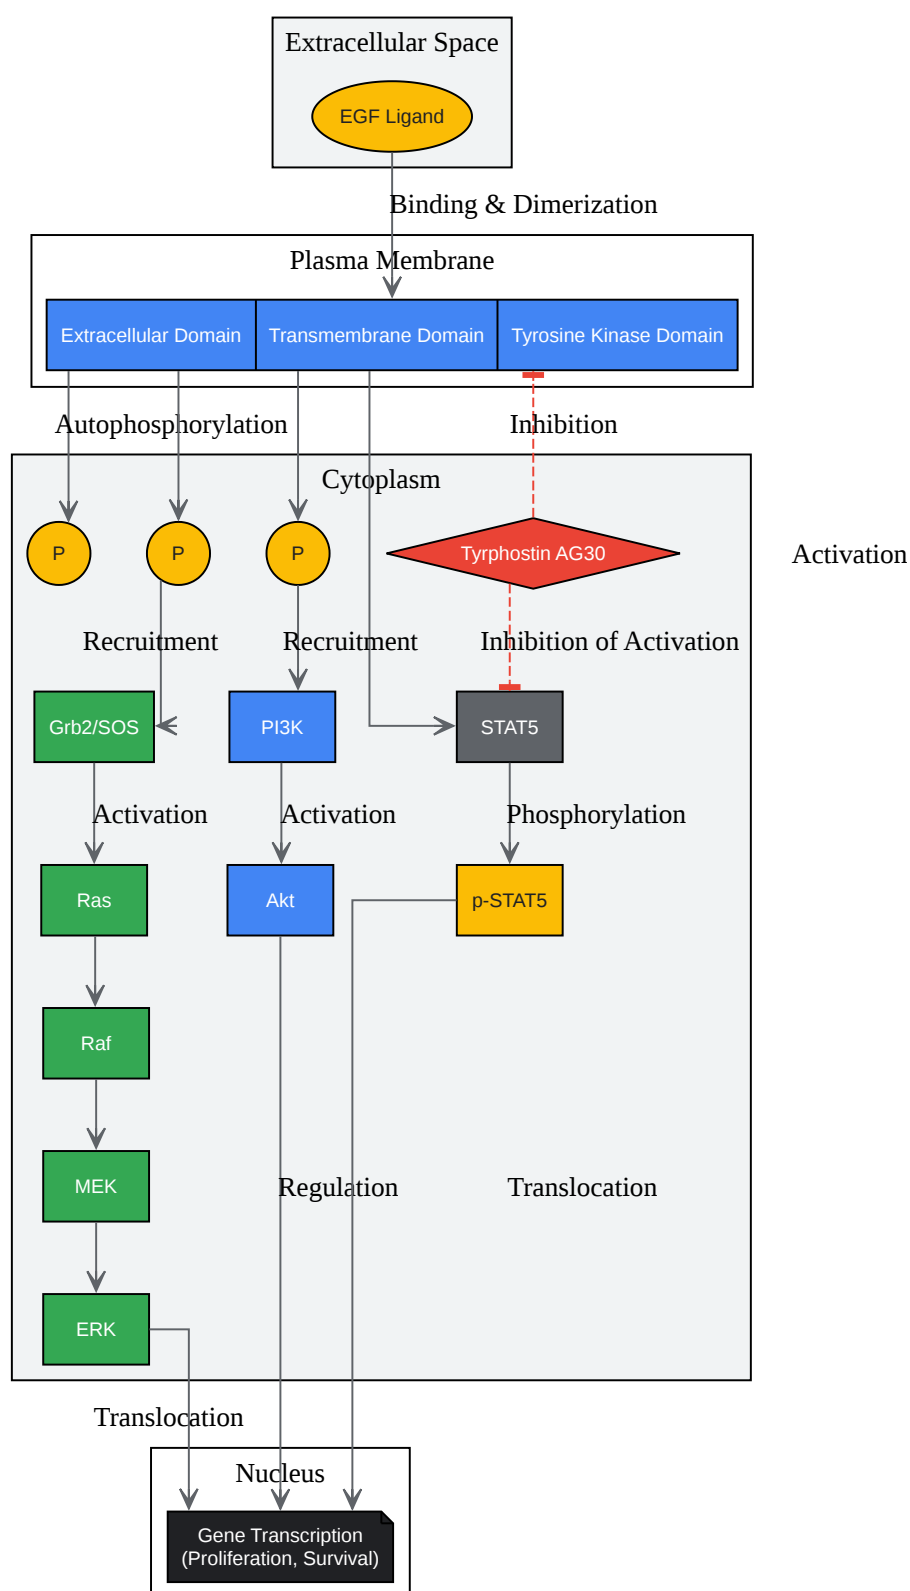 Extracellular Space
EGF Ligand
Binding & Dimerization
Plasma Membrane
Extracellular Domain
Transmembrane Domain
Tyrosine Kinase Domain
Autophosphorylation
Inhibition
Cytoplasm
P
P
P
Tyrphostin AG30
Activation
Recruitment
Recruitment
Inhibition of Activation
Grb2/SOS
PI3K
STAT5
Activation
Activation
Phosphorylation
Ras
Akt
p-STAT5
Raf
MEK
Regulation
Translocation
ERK
Translocation
Nucleus
Gene Transcription
(Proliferation, Survival)